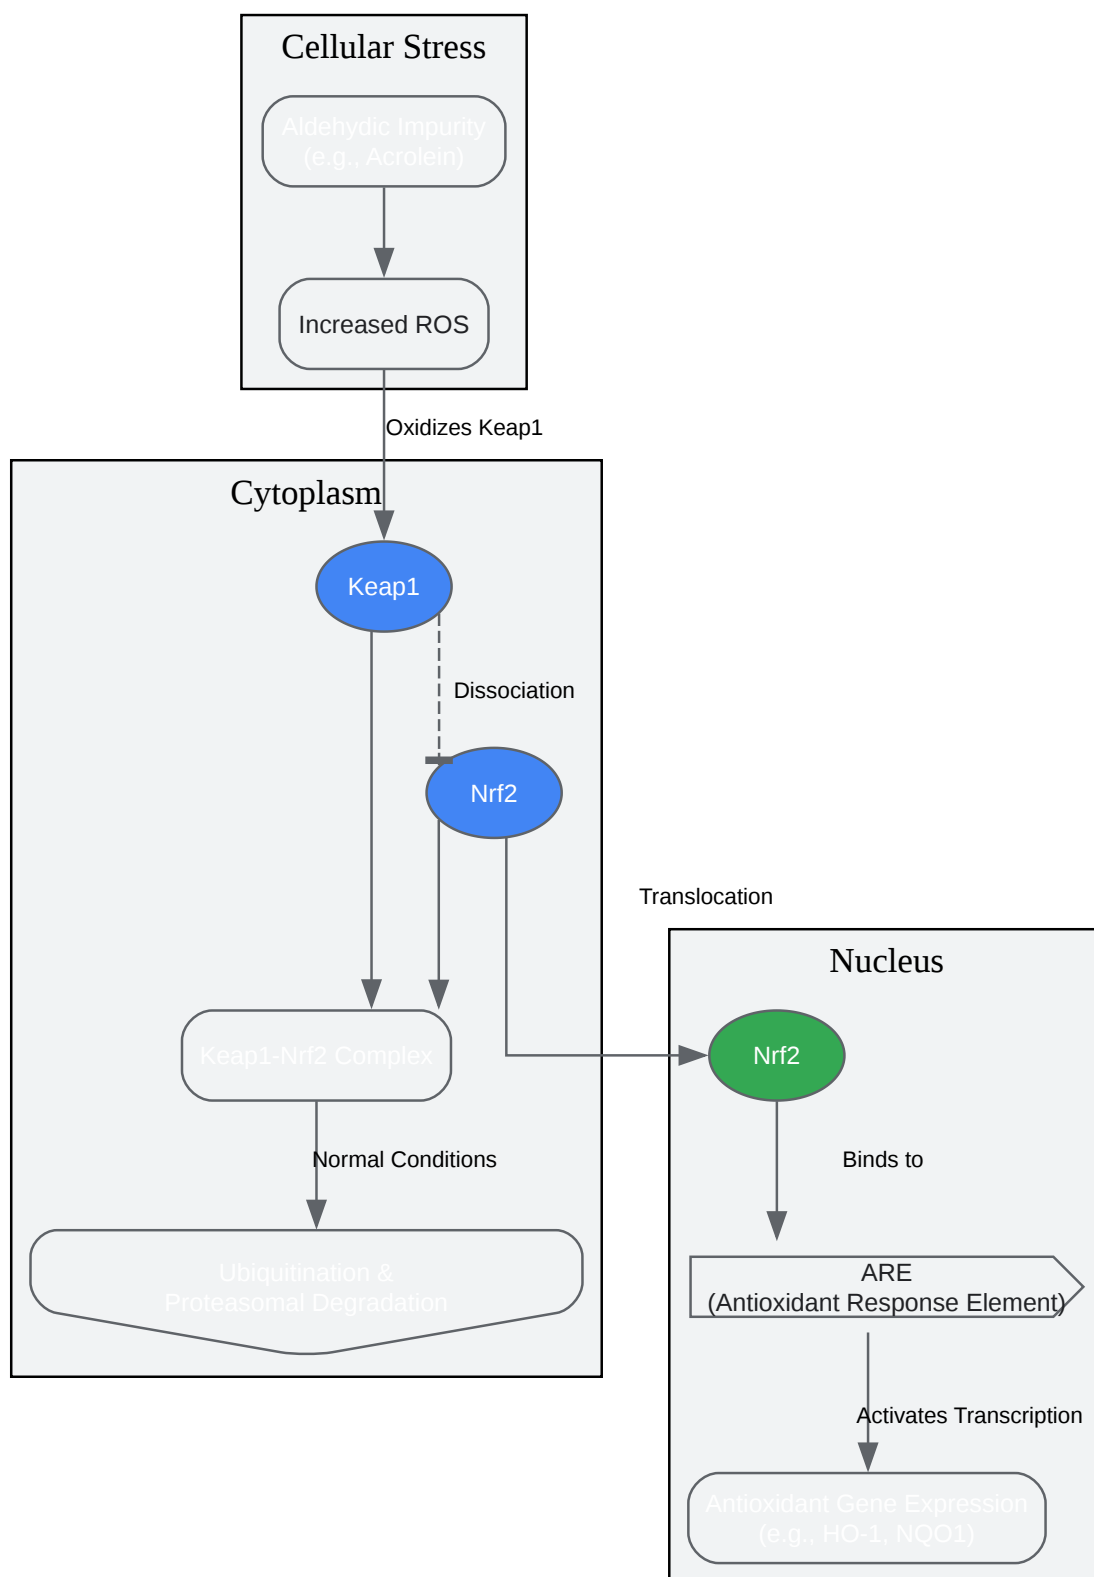 Cellular Stress
Aldehydic Impurity
(e.g., Acrolein)
Increased ROS
Oxidizes Keap1
Cytoplasm
Keap1
Dissociation
Nrf2
Translocation
Nucleus
Keap1-Nrf2 Complex
Nrf2
Normal Conditions
Binds to
Ubiquitination &
Proteasomal Degradation
ARE
(Antioxidant Response Element)
Activates Transcription
Antioxidant Gene Expression
(e.g., HO-1, NQO1)